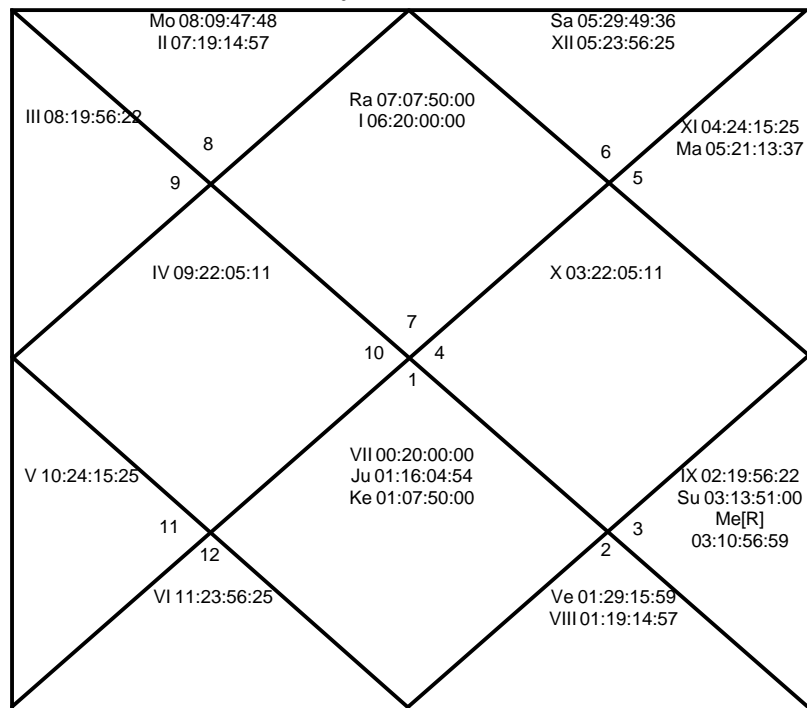 Mo 08:09:47:48
II 07:19:14:57
Sa 05:29:49:36
XII 05:23:56:25
Ra 07:07:50:00
I 06:20:00:00
III 08:19:56:22
XI 04:24:15:25
Ma 05:21:13:37
8
6
9
5
IV 09:22:05:11
X 03:22:05:11
7
10
4
1
VII 00:20:00:00
Ju 01:16:04:54
Ke 01:07:50:00
V 10:24:15:25
IX 02:19:56:22
Su 03:13:51:00
Me[R]
03:10:56:59
11
3
12
2
VI 11:23:56:25
Ve 01:29:15:59
VIII 01:19:14:57